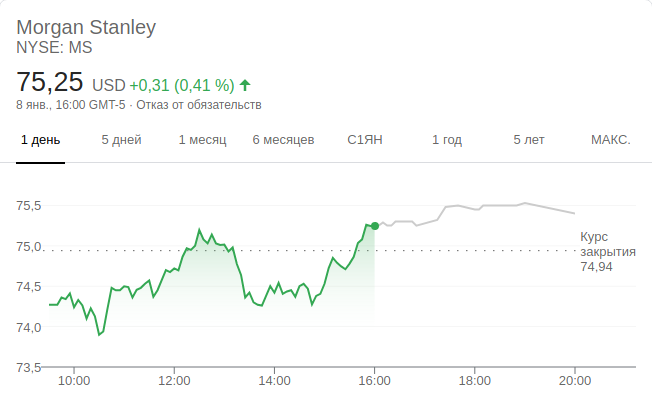 Morgan Stanley
NYSE: MS
75,25 USD +0,31 (0,41 %)
8 янв., 16:00 GMT-5 · Отказ от обязательств
1 день 5 дней 1 месяц 6 месяцев С1ЯН 1 год 5 лет МАКС.
75,5
75,0
74,5
74,0
73,5
Курс
закрытия
74,94
10:00 12:00 14:00 16:00 18:00 20:00